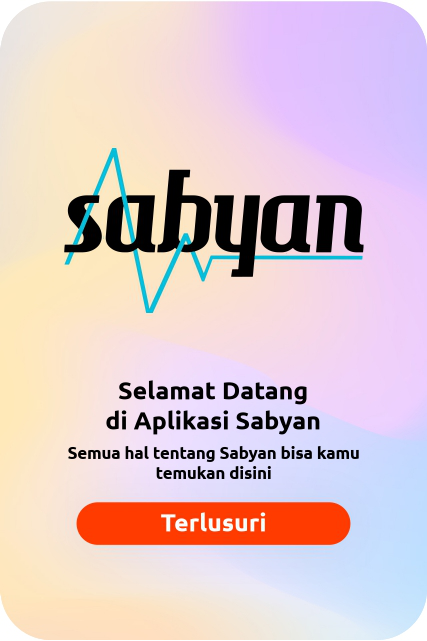 sabyan
Selamat Datang
di Aplikasi Sabyan
Semua hal tentang Sabyan bisa kamu
temukan disini
Terlusuri